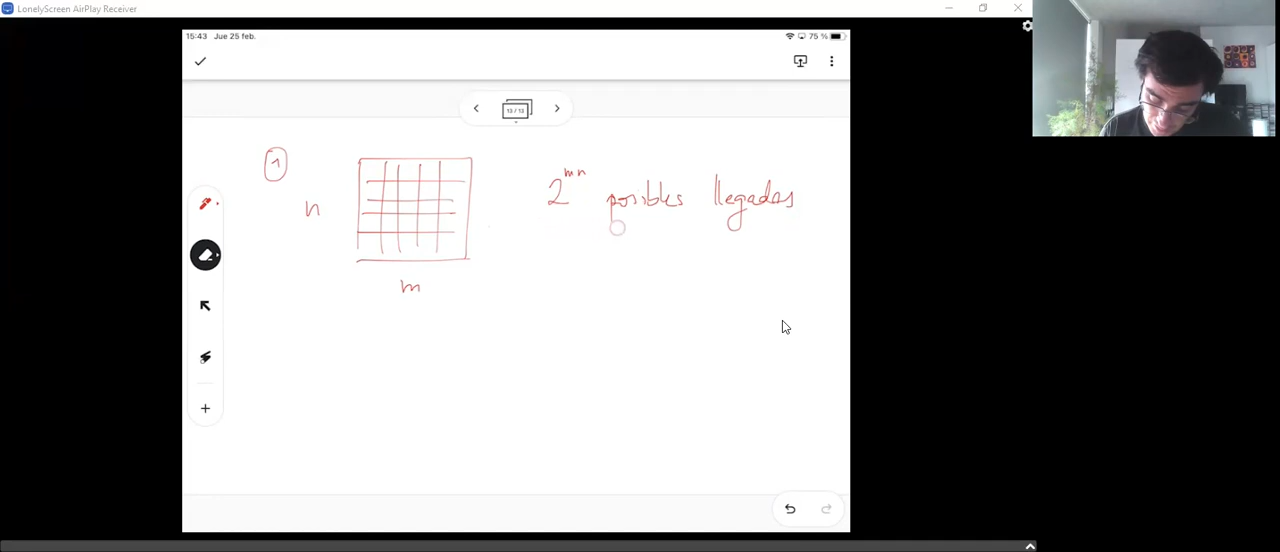 LonelyScreen AirPlay Receiver
15:43 Jue 25 feb.
75 %
13 / 13
1
2^mn posibles llegadas
n
m